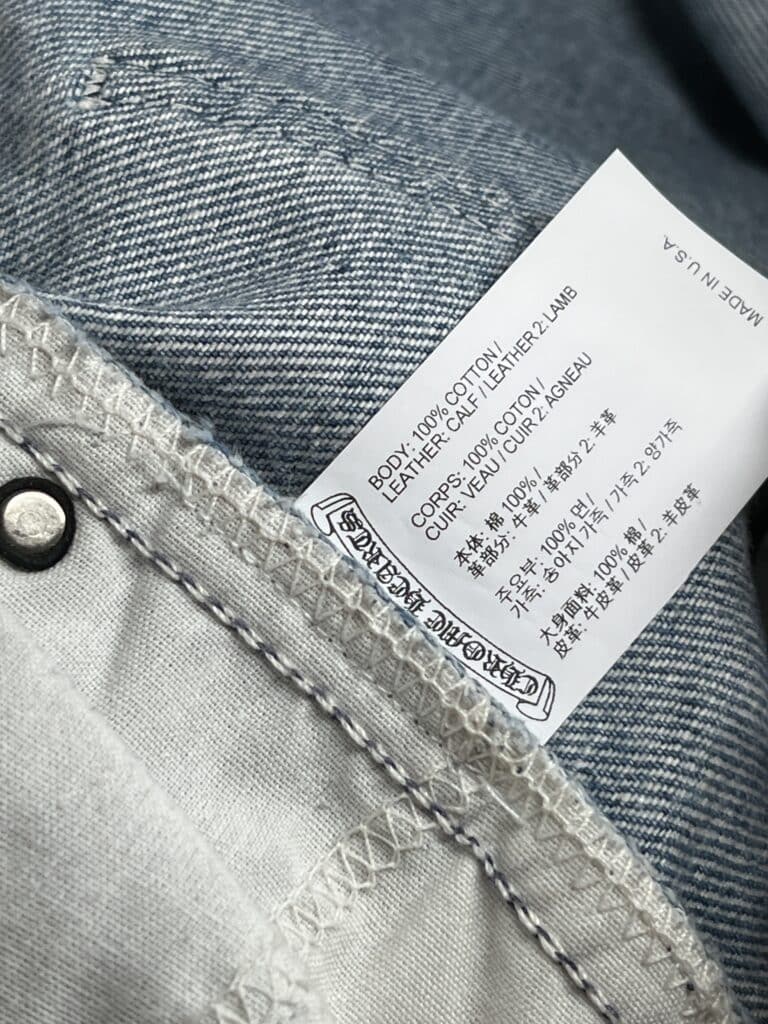 MADE IN U.S.A.
BODY: 100% COTTON /
LEATHER: CALF / LEATHER 2: LAMB
CORPS: 100% COTON /
CUIR: VEAU / CUIR 2: AGNEAU
本体: 棉 100% /
革部分: 牛革 / 革部分 2: 羊革
주요부: 100% 면 /
가죽: 송아지 가죽 / 가죽 2: 양가죽
大身面料: 100% 棉 /
皮革: 牛皮革 / 皮革 2: 羊皮革
CHROME HEARTS